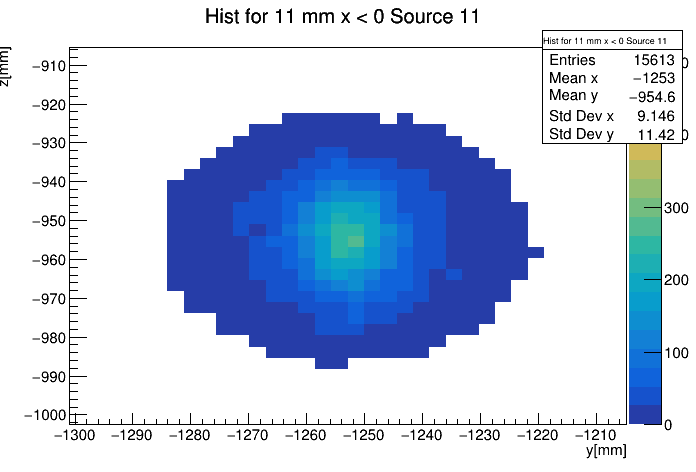 Hist for 11 mm x < 0 Source 11
Hist for 11 mm x < 0 Source 11
Entries 15613
Mean x −1253
Mean y −954.6
Std Dev x 9.146
Std Dev y 11.42
z[mm]
−910
−920
−930
−940
−950
−960
−970
−980
−990
−1000
−1300 −1290 −1280 −1270 −1260 −1250 −1240 −1230 −1220 −1210
y[mm]
0
0
300
200
100
0